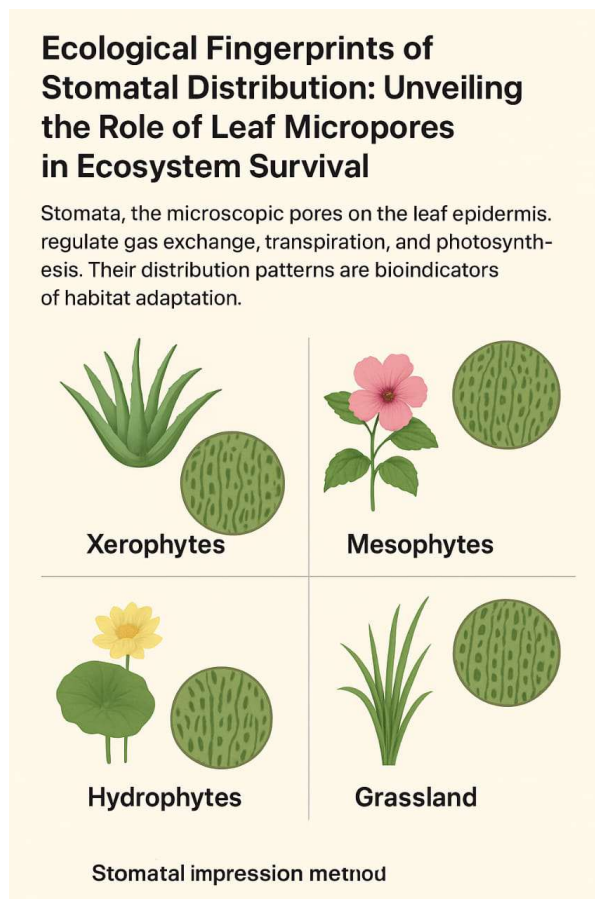 Ecological Fingerprints of
Stomatal Distribution: Unveiling
the Role of Leaf Micropores
in Ecosystem Survival
Stomata, the microscopic pores on the leaf epidermis.
regulate gas exchange, transpiration, and photosynth-
esis. Their distribution patterns are bioindicators
of habitat adaptation.
Xerophytes
Mesophytes
Hydrophytes
Grassland
Stomatal impression metnod